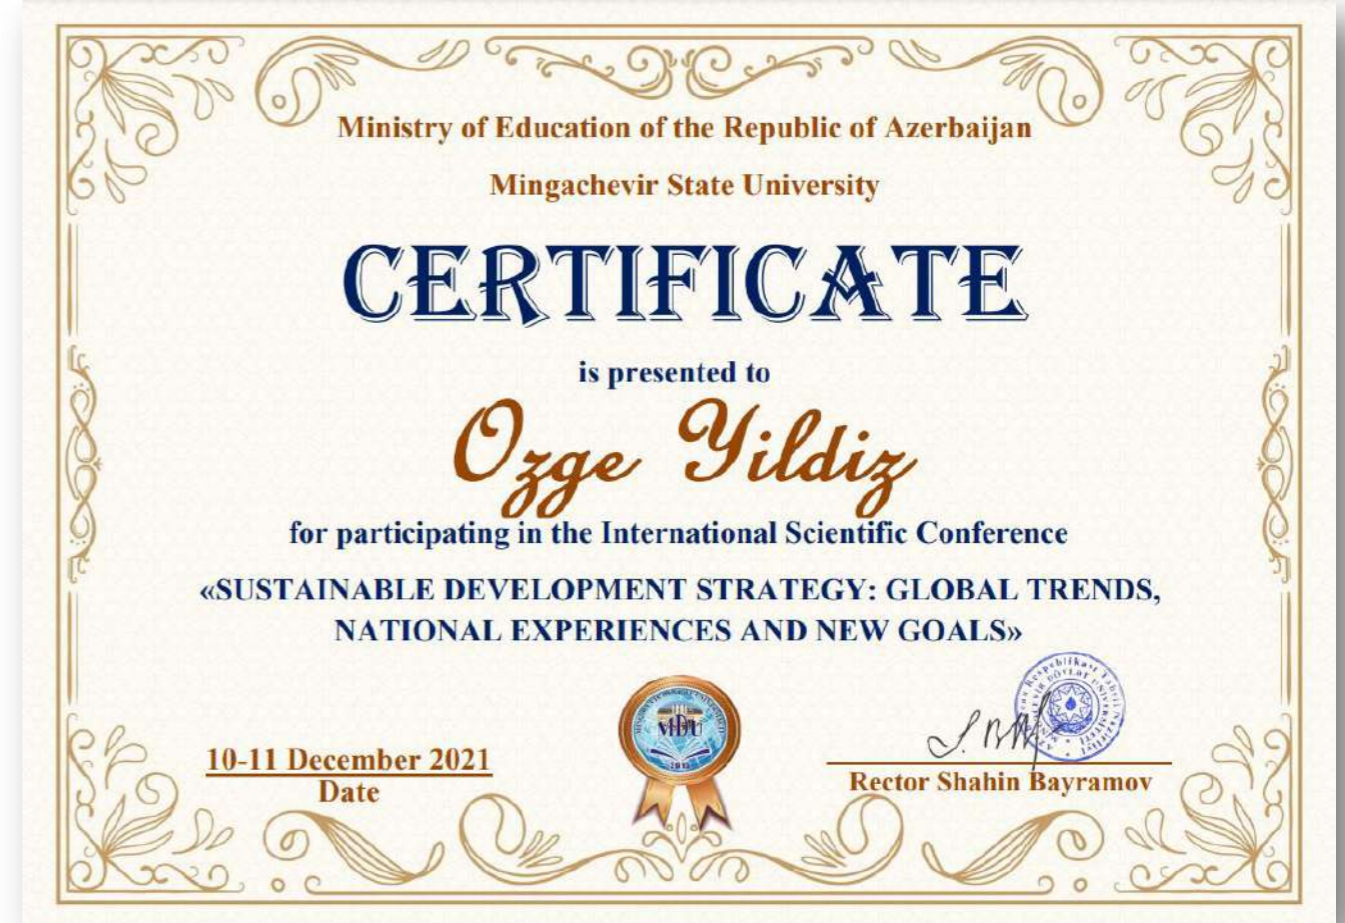 Ministry of Education of the Republic of Azerbaijan
Mingachevir State University
CERTIFICATE
is presented to
Ozge Yildiz
for participating in the International Scientific Conference
«SUSTAINABLE DEVELOPMENT STRATEGY: GLOBAL TRENDS,
NATIONAL EXPERIENCES AND NEW GOALS»
MDU
10-11 December 2021
Date
Rector Shahin Bayramov